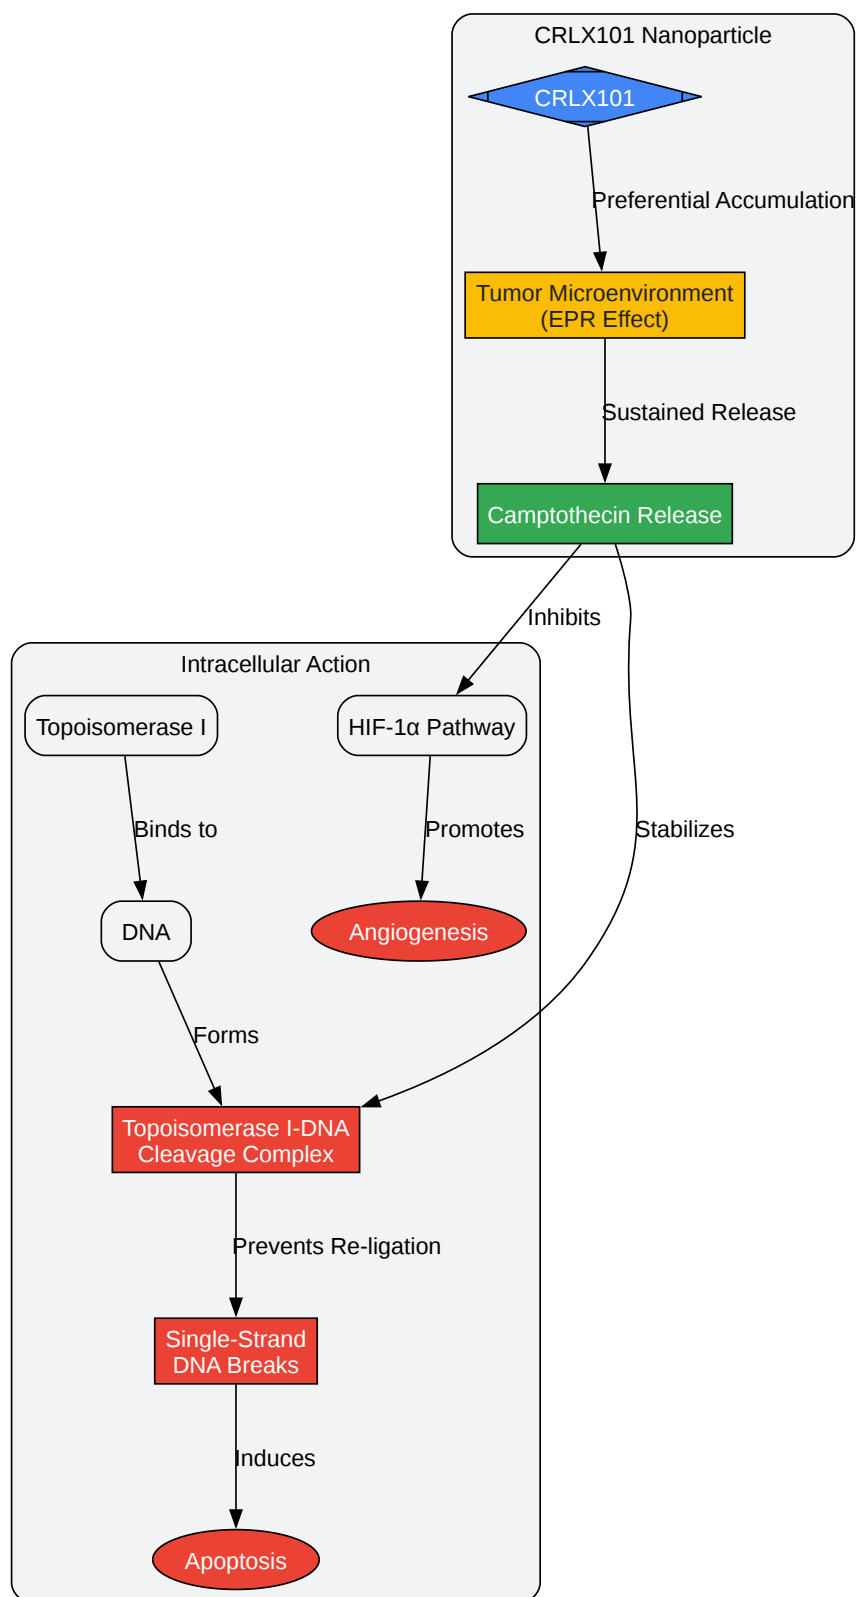 CRLX101 Nanoparticle
CRLX101
Preferential Accumulation
Tumor Microenvironment
(EPR Effect)
Sustained Release
Camptothecin Release
Inhibits
Intracellular Action
Topoisomerase I
HIF-1α Pathway
Binds to
Promotes
Stabilizes
DNA
Angiogenesis
Forms
Topoisomerase I-DNA
Cleavage Complex
Prevents Re-ligation
Single-Strand
DNA Breaks
Induces
Apoptosis